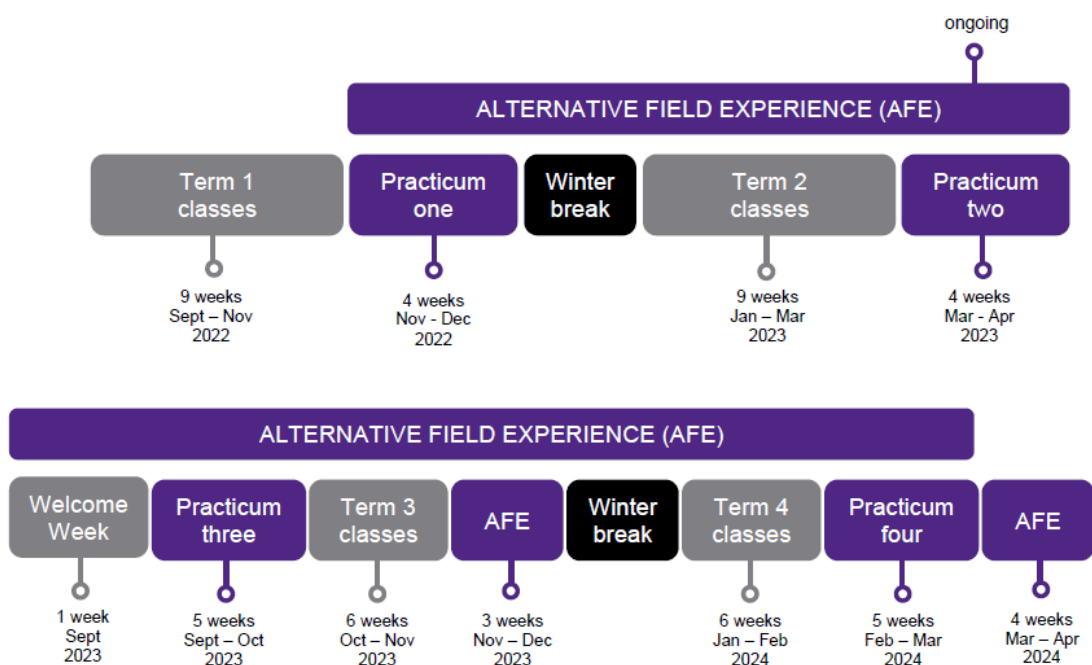 ongoing
ALTERNATIVE FIELD EXPERIENCE (AFE)
Term 1
classes
Practicum
one
Winter
break
Term 2
classes
Practicum
two
9 weeks
Sept – Nov
2022
4 weeks
Nov - Dec
2022
9 weeks
Jan – Mar
2023
4 weeks
Mar - Apr
2023
ALTERNATIVE FIELD EXPERIENCE (AFE)
Welcome
Week
Practicum
three
Term 3
classes
AFE
Winter
break
Term 4
classes
Practicum
four
AFE
1 week
Sept
2023
5 weeks
Sept – Oct
2023
6 weeks
Oct – Nov
2023
3 weeks
Nov – Dec
2023
6 weeks
Jan – Feb
2024
5 weeks
Feb – Mar
2024
4 weeks
Mar – Apr
2024